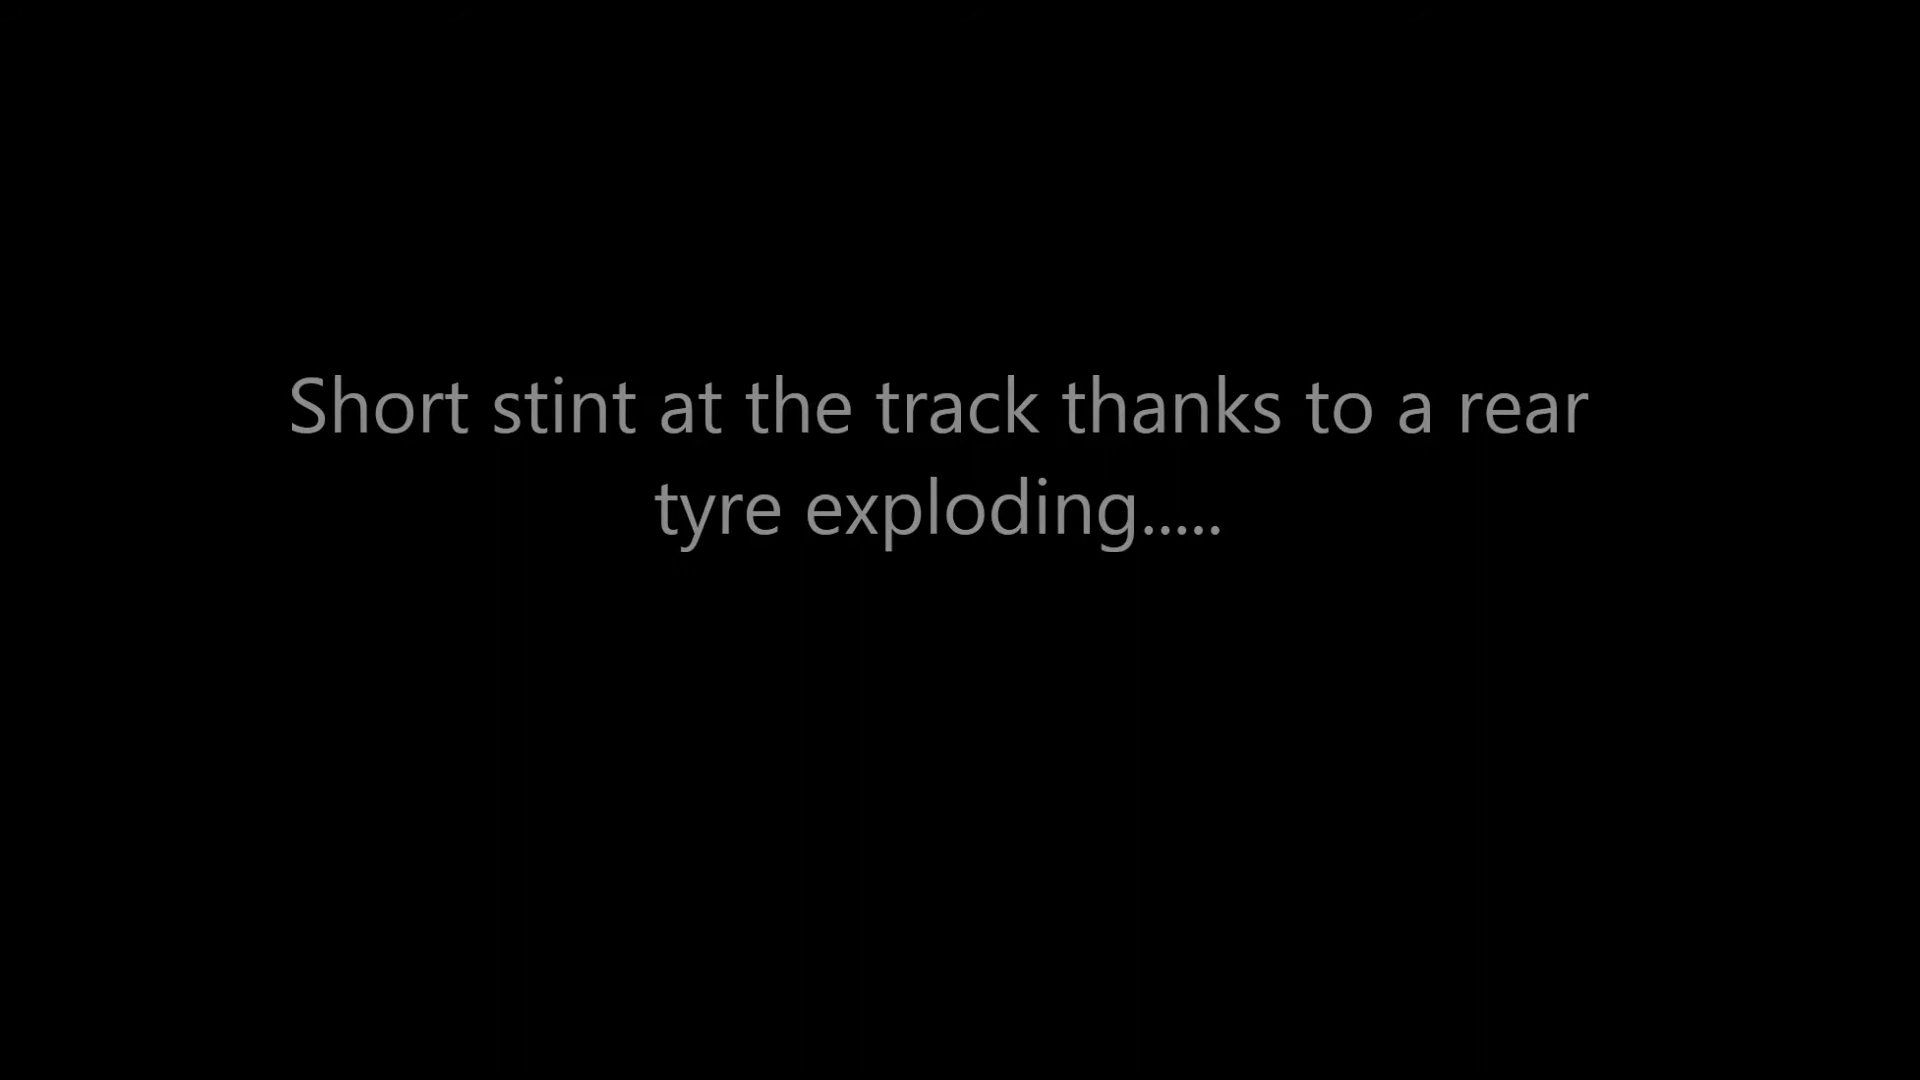 Short stint at the track thanks to a rear
tyre exploding.....